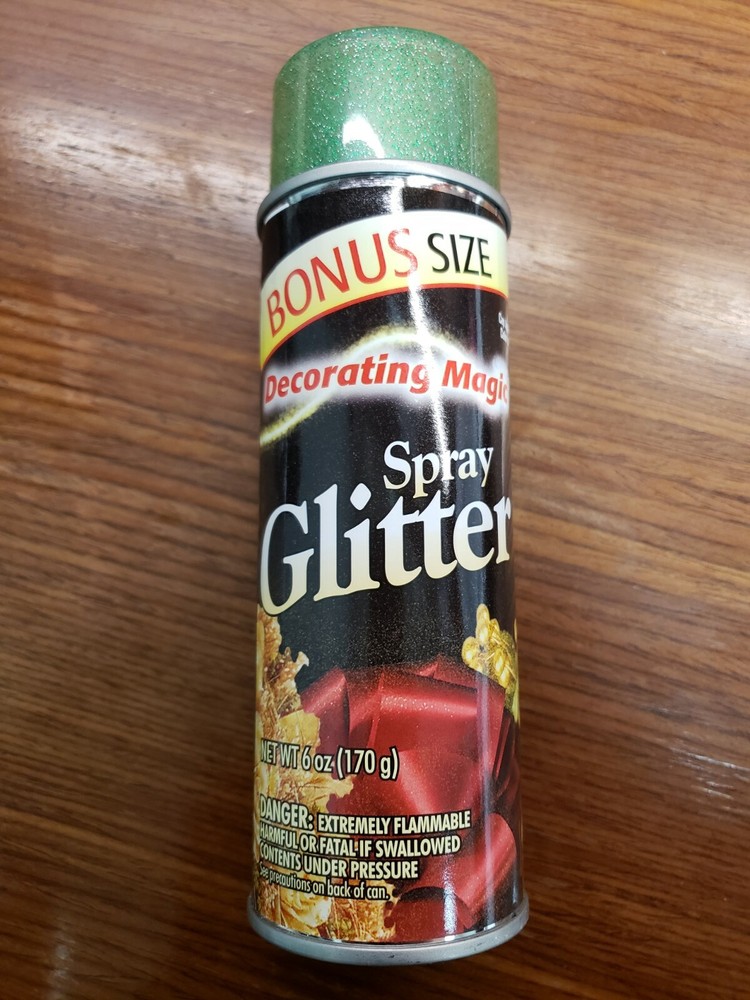 BONUS SIZE
Decorating Magic
Spray
Glitter
NET WT 6 oz (170 g)
DANGER: EXTREMELY FLAMMABLE
HARMFUL OR FATAL IF SWALLOWED
CONTENTS UNDER PRESSURE
See precautions on back of can.